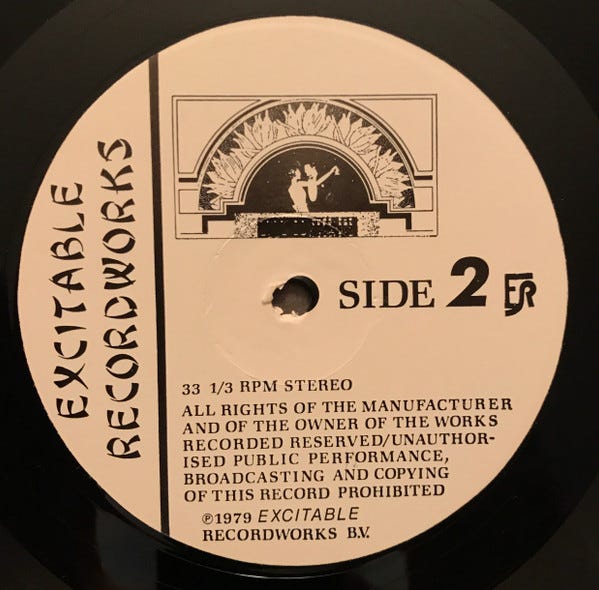 EXCITABLE
RECORDWORKS
SIDE 2 ER
33 1/3 RPM STEREO
ALL RIGHTS OF THE MANUFACTURER
AND OF THE OWNER OF THE WORKS
RECORDED RESERVED/UNAUTHOR-
ISED PUBLIC PERFORMANCE,
BROADCASTING AND COPYING
OF THIS RECORD PROHIBITED
℗1979 EXCITABLE
RECORDWORKS B.V.